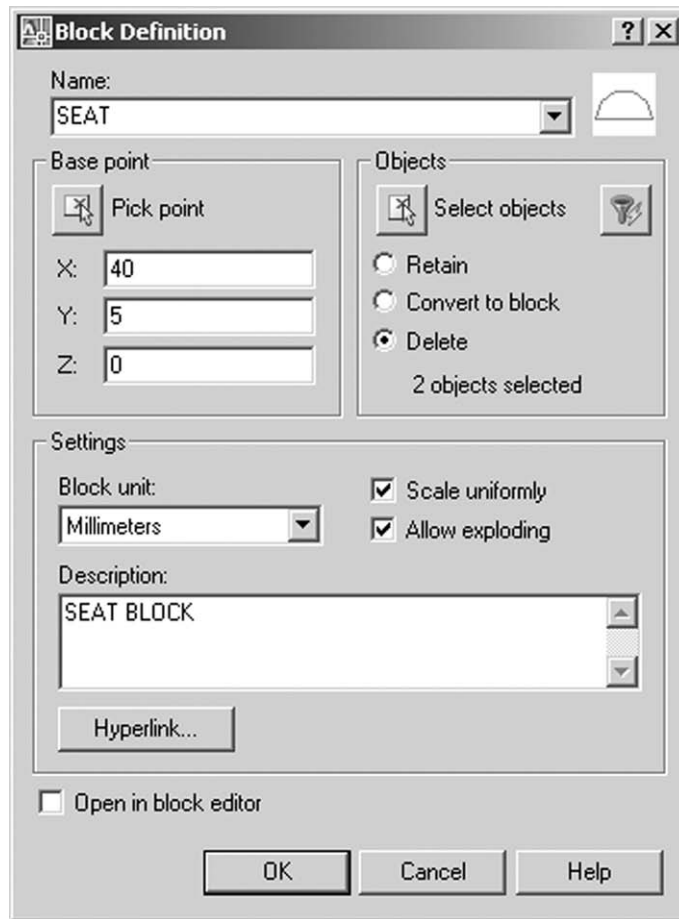 Block Definition
Name:
SEAT
Base point
Pick point
X: 40
Y: 5
Z: 0
Objects
Select objects
Retain
Convert to block
Delete
2 objects selected
Settings
Block unit:
Millimeters
Scale uniformly
Allow exploding
Description:
SEAT BLOCK
Hyperlink...
Open in block editor
OK Cancel Help